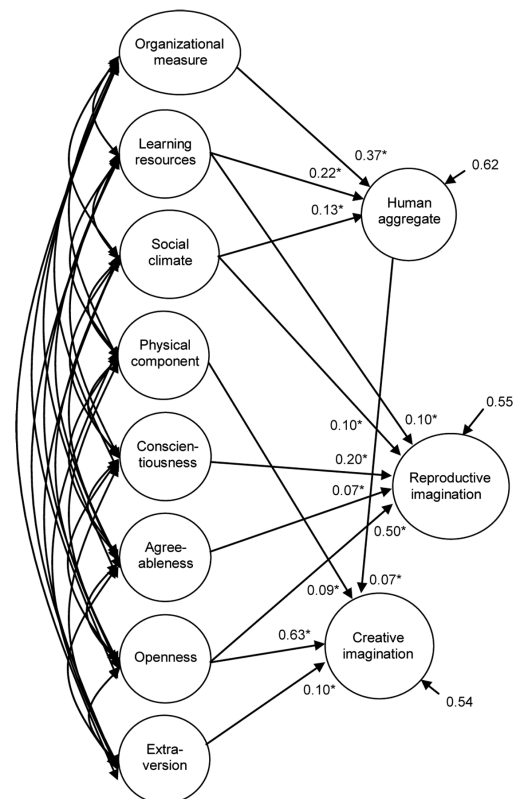 Organizational
measure
Learning
resources
Social
climate
Physical
component
Conscien-
tiousness
Agree-
ableness
Openness
Extra-
version
0.37*
0.22*
0.13*
0.62
Human
aggregate
0.10*
0.10*
0.55
0.20*
0.07*
0.50*
Reproductive
imagination
0.09*
0.07*
0.63*
0.10*
Creative
imagination
0.54